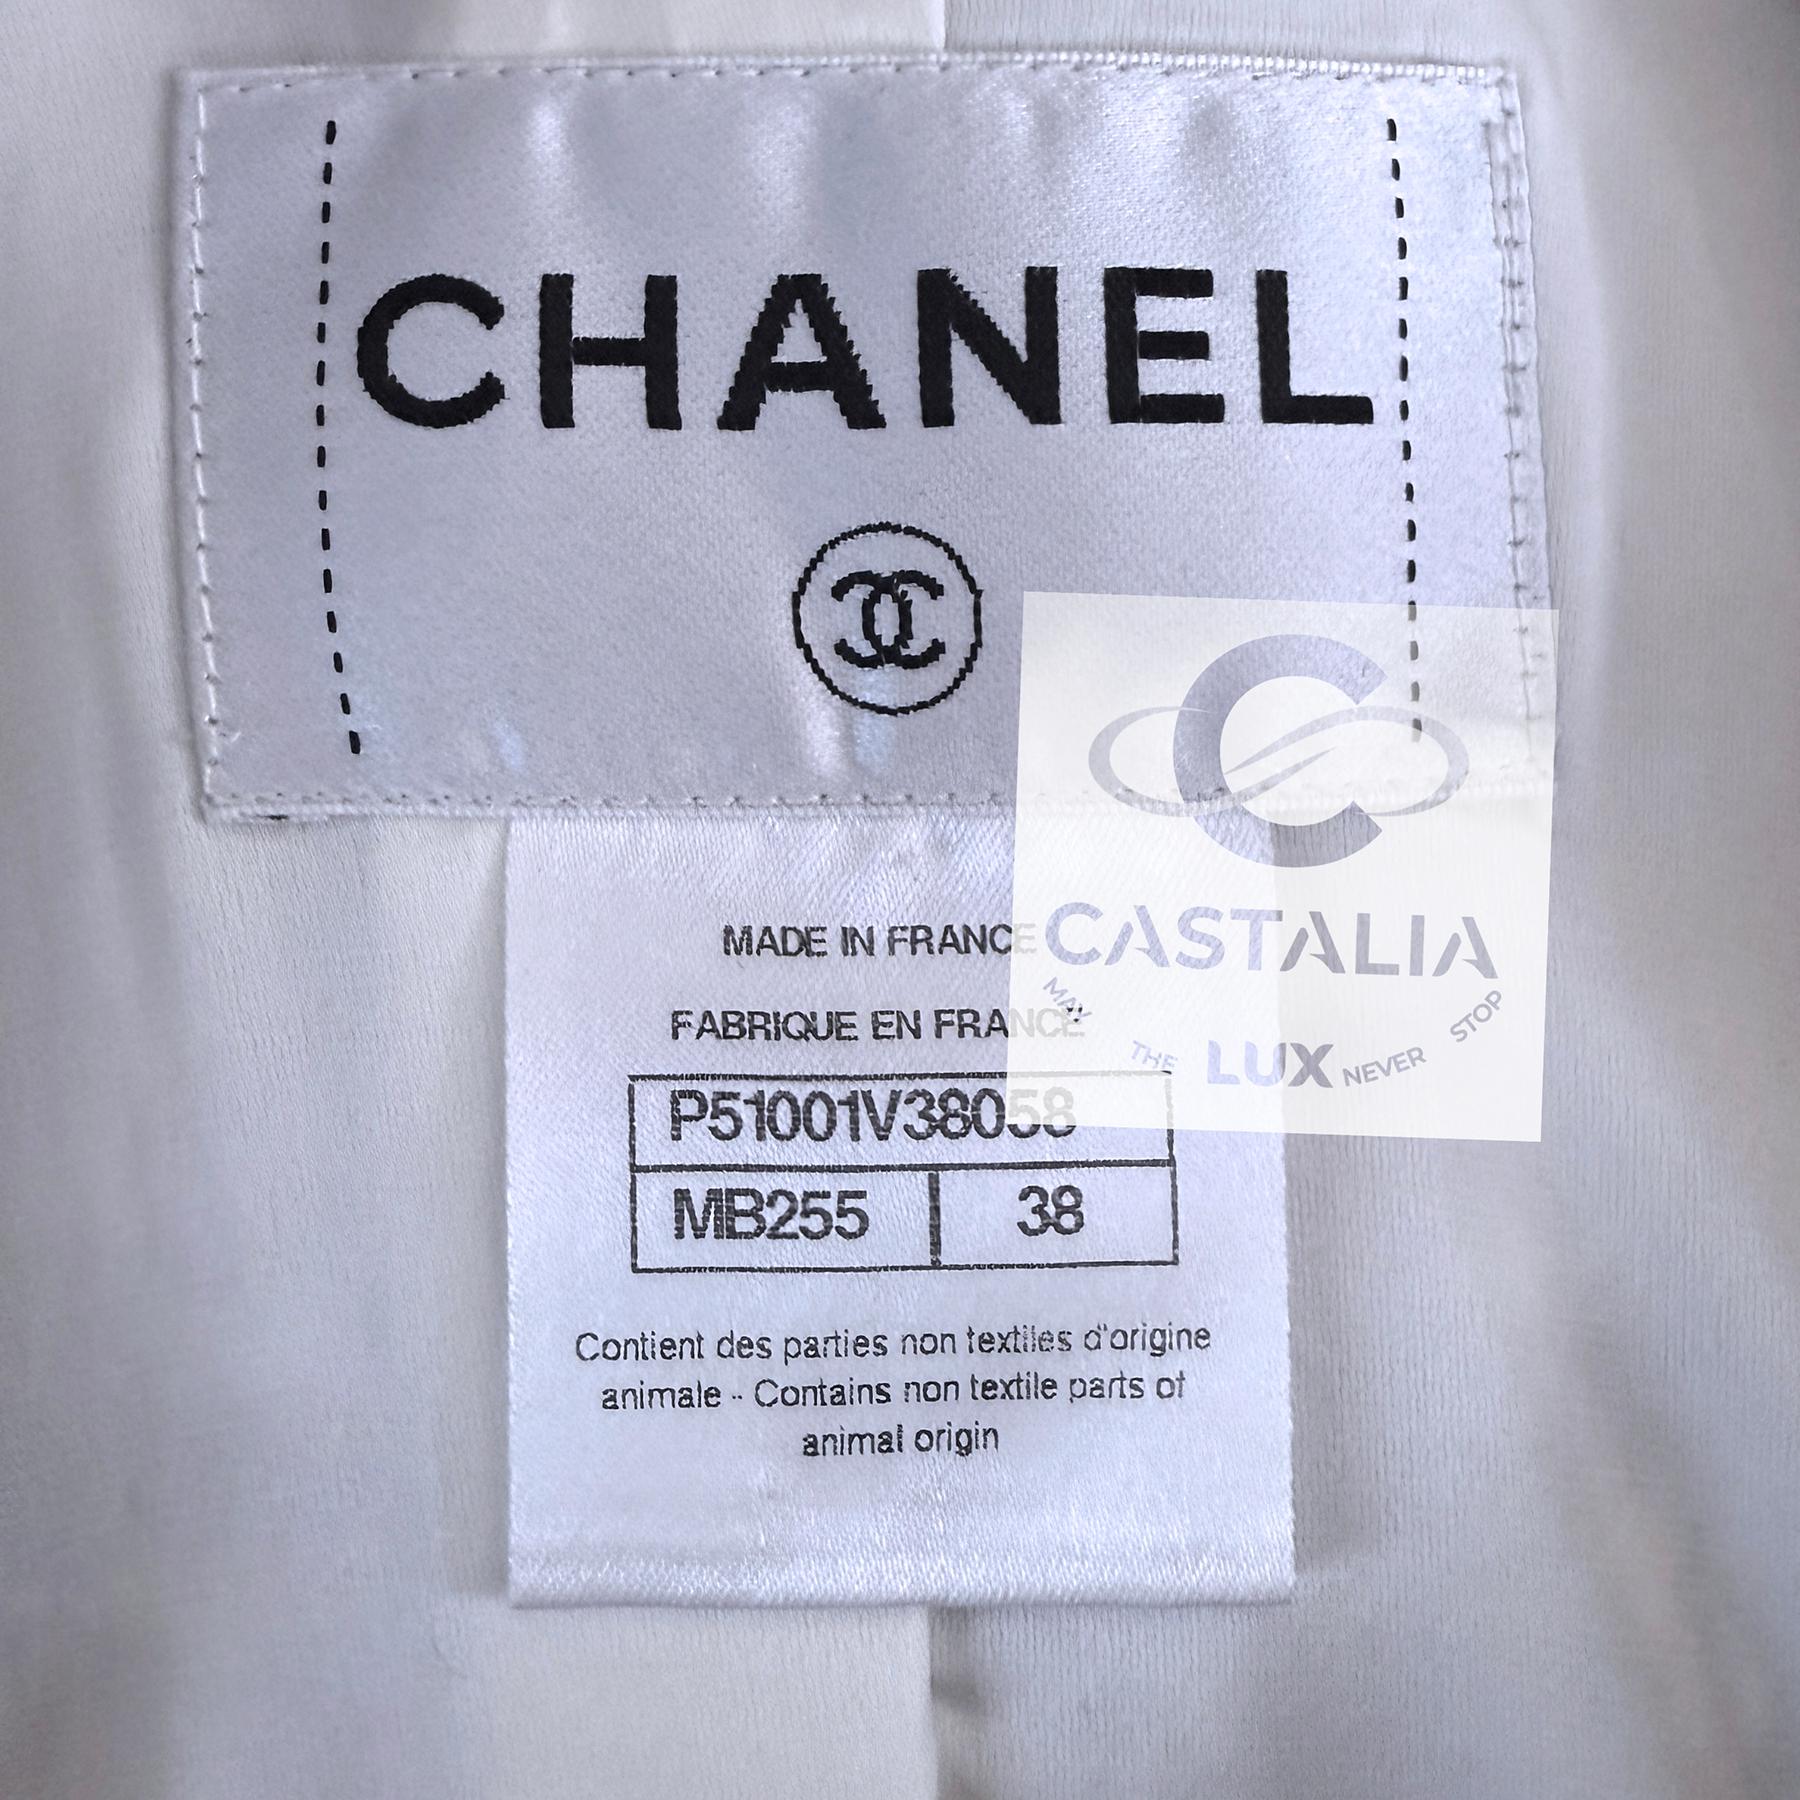 CHANEL
MADE IN FRANCE
FABRIQUE EN FRANCE
P51001V38058
MB255 38
Contient des parties non textiles d'origine
animale - Contains non textile parts of
animal origin
CASTALIA
MAY THE LUX NEVER STOP